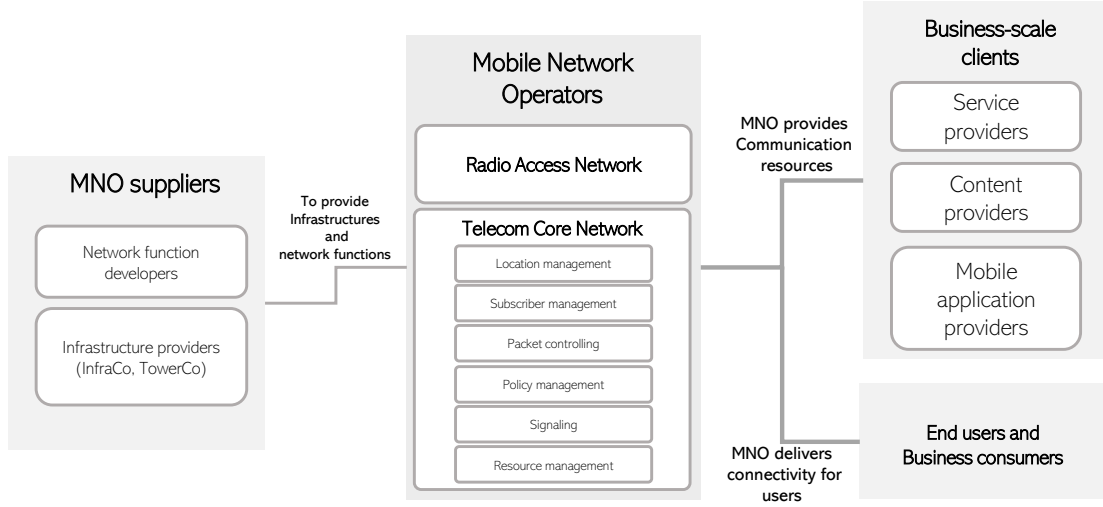 MNO suppliers
Network function
developers
Infrastructure providers
(InfraCo, TowerCo)
To provide
Infrastructures
and
network functions
Mobile Network
Operators
Radio Access Network
Telecom Core Network
Location management
Subscriber management
Packet controlling
Policy management
Signaling
Resource management
MNO provides
Communication
resources
MNO delivers
connectivity for
users
Business-scale
clients
Service
providers
Content
providers
Mobile
application
providers
End users and
Business consumers